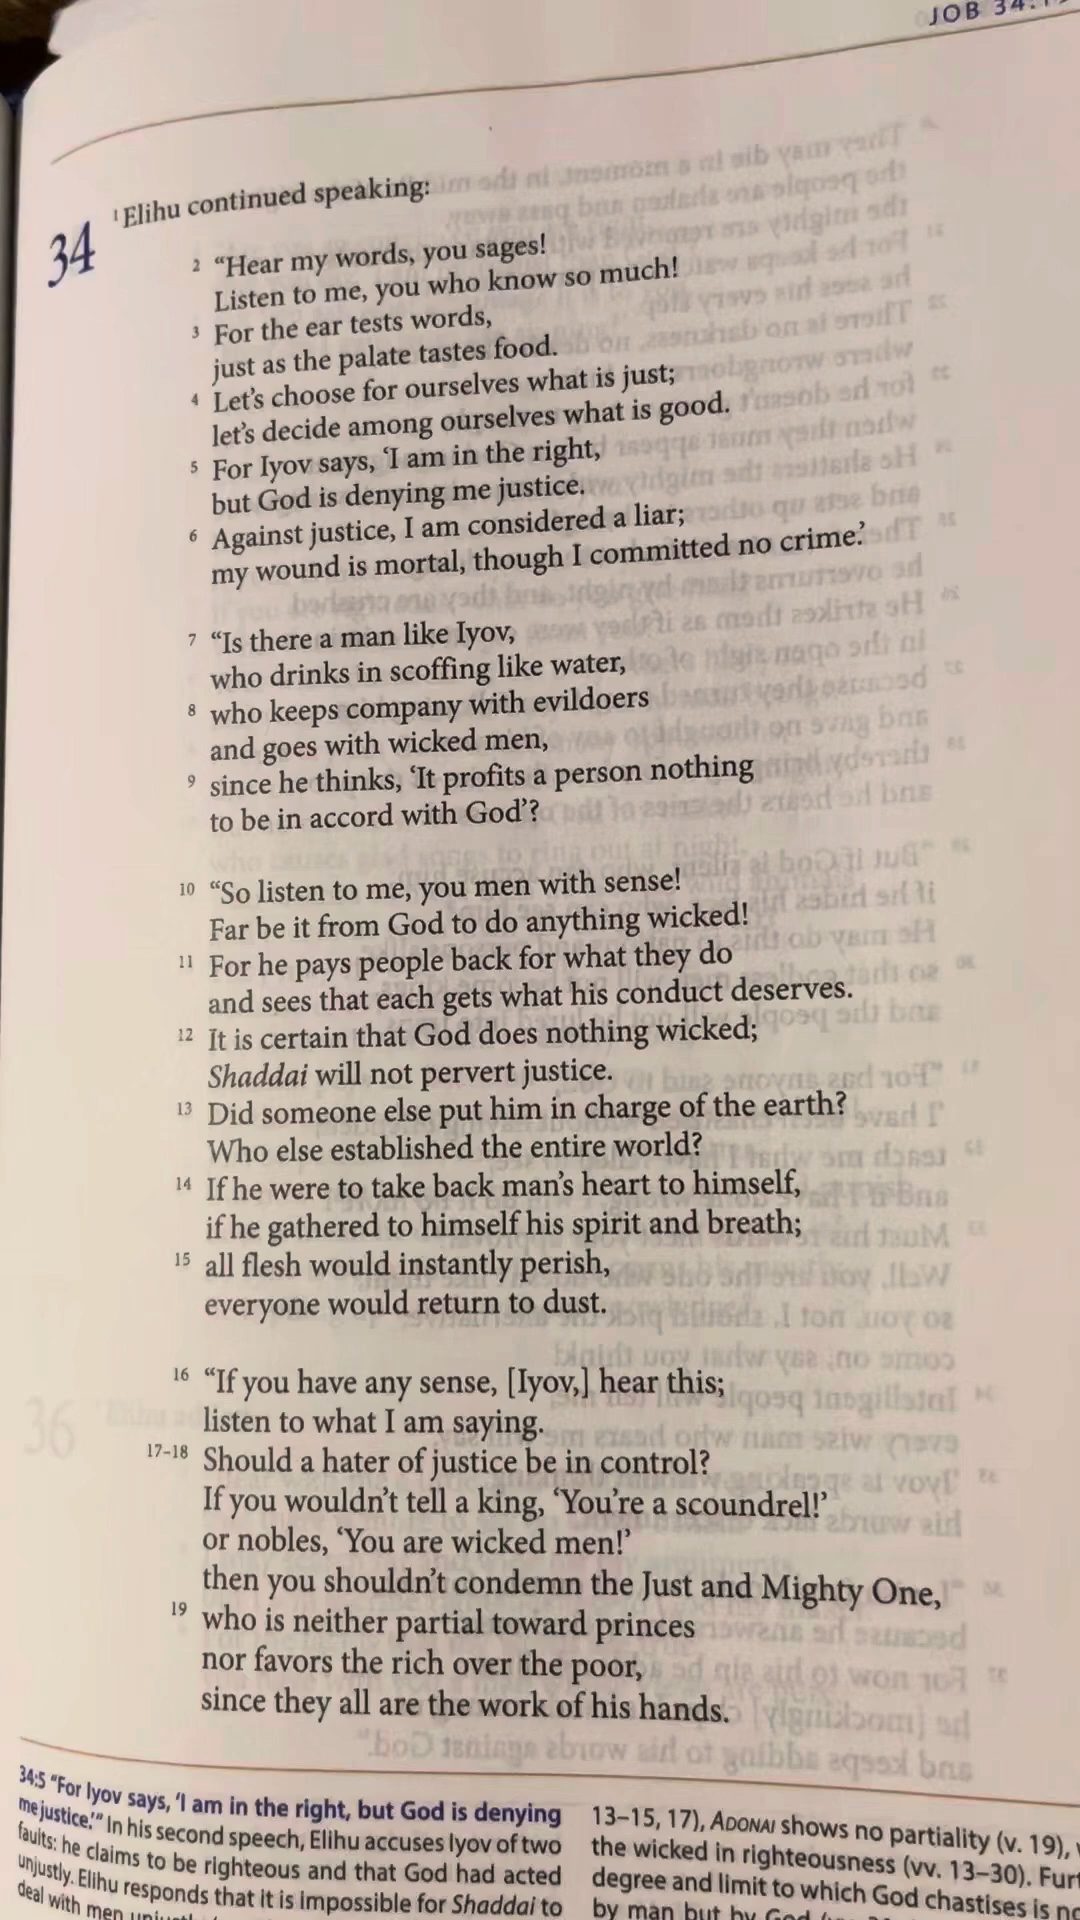 JOB 34:
34
¹ Elihu continued speaking:
² “Hear my words, you sages!
Listen to me, you who know so much!
³ For the ear tests words,
just as the palate tastes food.
⁴ Let’s choose for ourselves what is just;
let’s decide among ourselves what is good.
⁵ For Iyov says, ‘I am in the right,
but God is denying me justice.
⁶ Against justice, I am considered a liar;
my wound is mortal, though I committed no crime.’
⁷ “Is there a man like Iyov,
who drinks in scoffing like water,
⁸ who keeps company with evildoers
and goes with wicked men,
⁹ since he thinks, ‘It profits a person nothing
to be in accord with God’?
¹⁰ “So listen to me, you men with sense!
Far be it from God to do anything wicked!
¹¹ For he pays people back for what they do
and sees that each gets what his conduct deserves.
¹² It is certain that God does nothing wicked;
Shaddai will not pervert justice.
¹³ Did someone else put him in charge of the earth?
Who else established the entire world?
¹⁴ If he were to take back man’s heart to himself,
if he gathered to himself his spirit and breath;
¹⁵ all flesh would instantly perish,
everyone would return to dust.
¹⁶ “If you have any sense, [Iyov,] hear this;
listen to what I am saying.
¹⁷⁻¹⁸ Should a hater of justice be in control?
If you wouldn’t tell a king, ‘You’re a scoundrel!’
or nobles, ‘You are wicked men!’
then you shouldn’t condemn the Just and Mighty One,
¹⁹ who is neither partial toward princes
nor favors the rich over the poor,
since they all are the work of his hands.
34:5 “For Iyov says, ‘I am in the right, but God is denying
me justice.’” In his second speech, Elihu accuses Iyov of two
faults: he claims to be righteous and that God had acted
unjustly. Elihu responds that it is impossible for Shaddai to
deal with men
13–15, 17), ADONAI shows no partiality (v. 19),
the wicked in righteousness (vv. 13–30).
degree and limit to which God chastises is
by man but by God